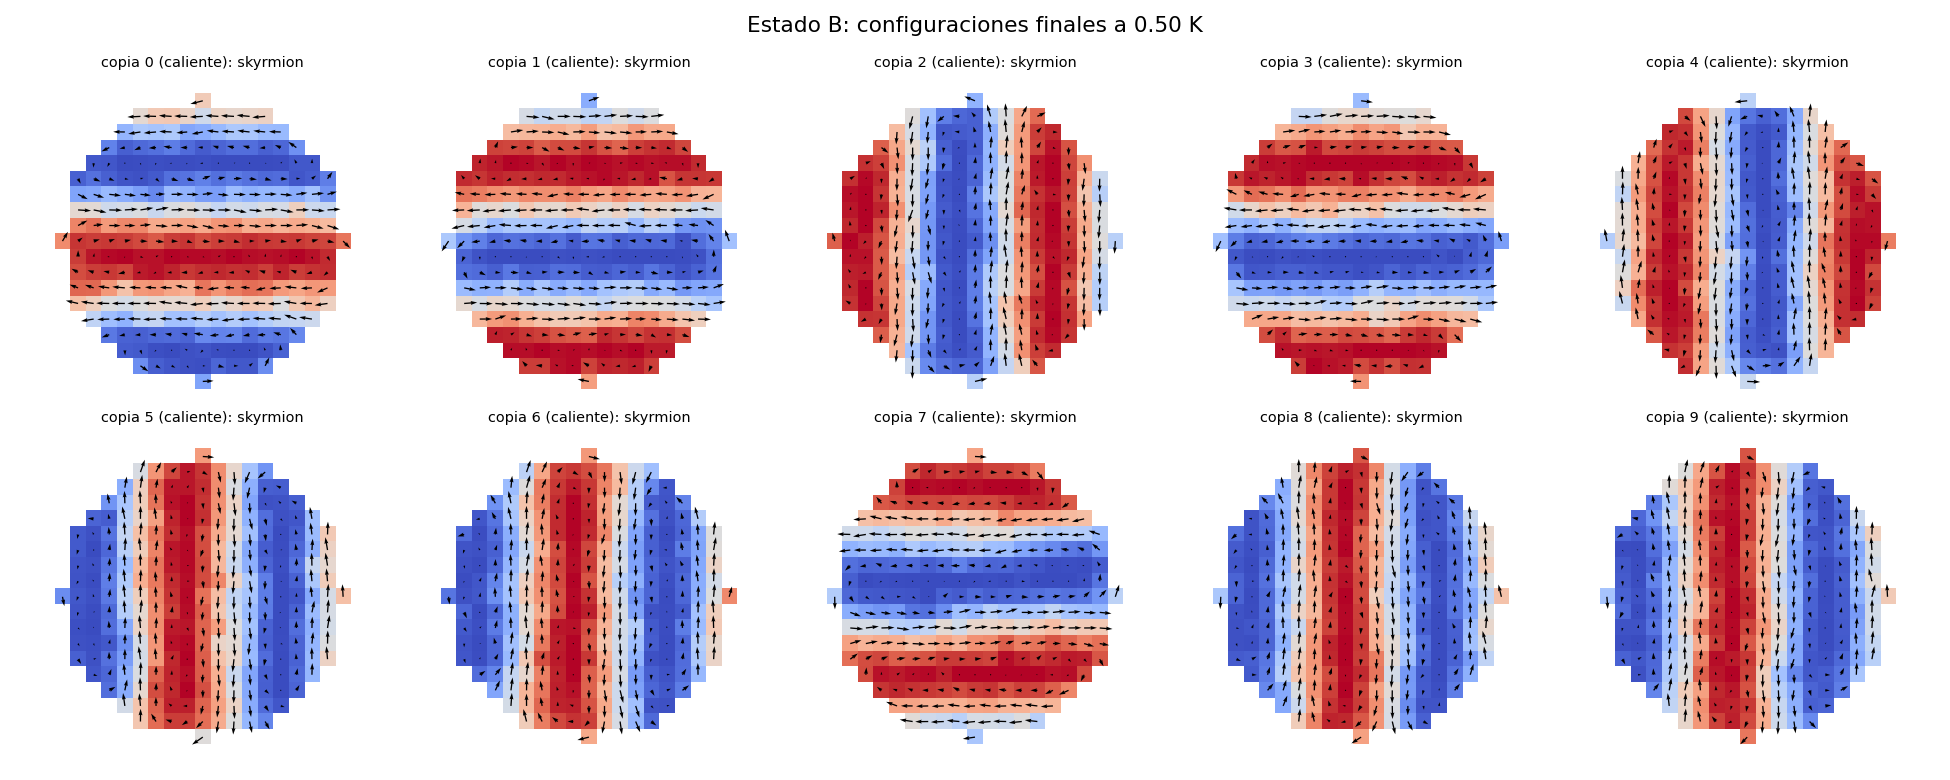 Estado B: configuraciones finales a 0.50 K
copia 0 (caliente): skyrmion
copia 1 (caliente): skyrmion
copia 2 (caliente): skyrmion
copia 3 (caliente): skyrmion
copia 4 (caliente): skyrmion
copia 5 (caliente): skyrmion
copia 6 (caliente): skyrmion
copia 7 (caliente): skyrmion
copia 8 (caliente): skyrmion
copia 9 (caliente): skyrmion